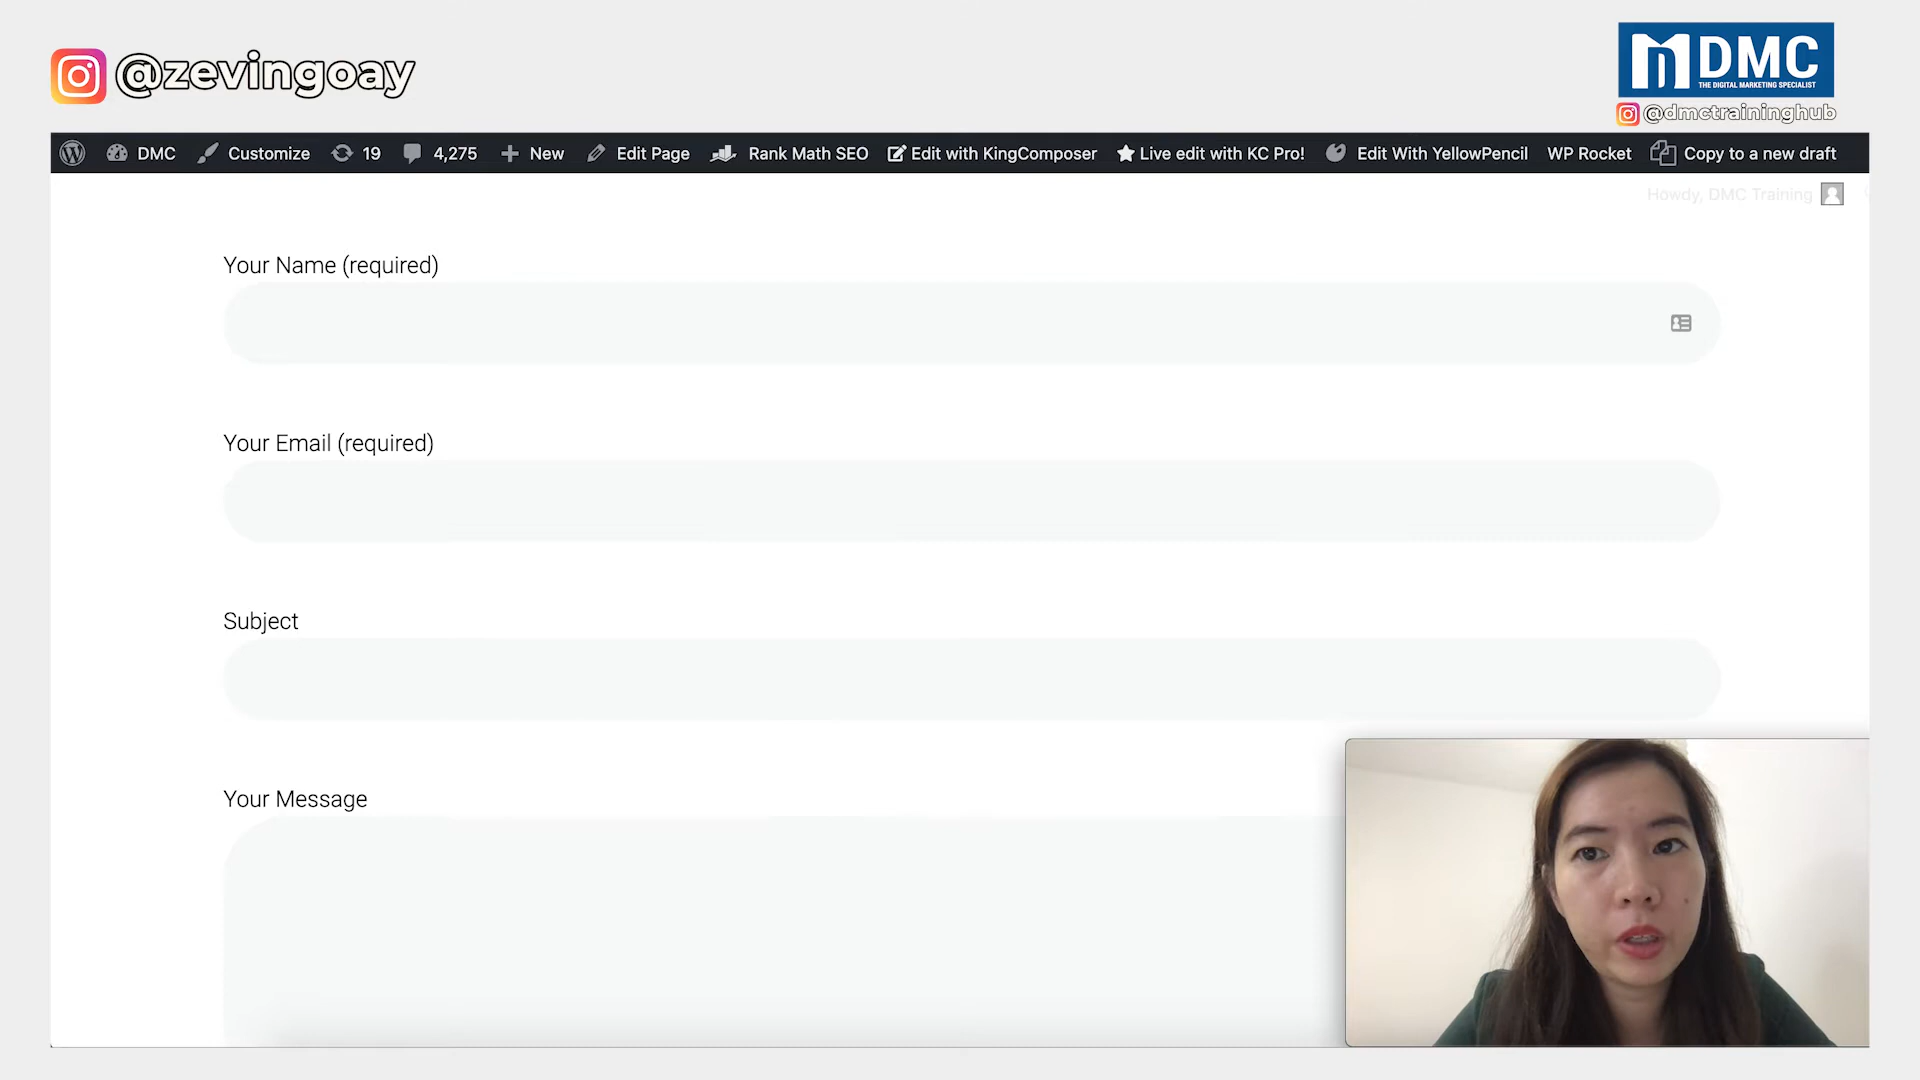 @zevingoay
DMC
THE DIGITAL MARKETING SPECIALIST
@dmctraininghub
DMC Customize 19 4,275 New Edit Page Rank Math SEO Edit with KingComposer Live edit with KC Pro! Edit With YellowPencil WP Rocket Copy to a new draft
Howdy, DMC Training
Your Name (required)
Your Email (required)
Subject
Your Message